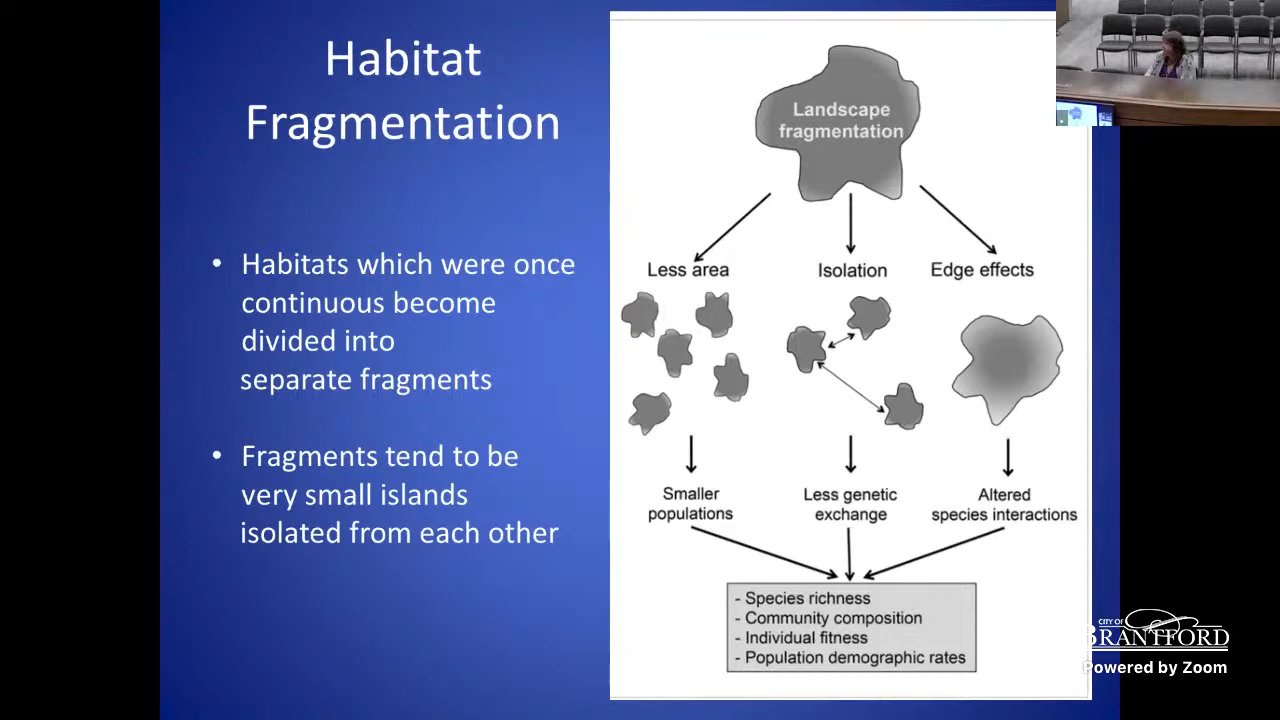 Habitat
Fragmentation
• Habitats which were once
continuous become
divided into
separate fragments
• Fragments tend to be
very small islands
isolated from each other
Landscape
fragmentation
Less area
Isolation
Edge effects
Smaller
populations
Less genetic
exchange
Altered
species interactions
- Species richness
- Community composition
- Individual fitness
- Population demographic rates
CITY OF
BRANTFORD
Powered by Zoom